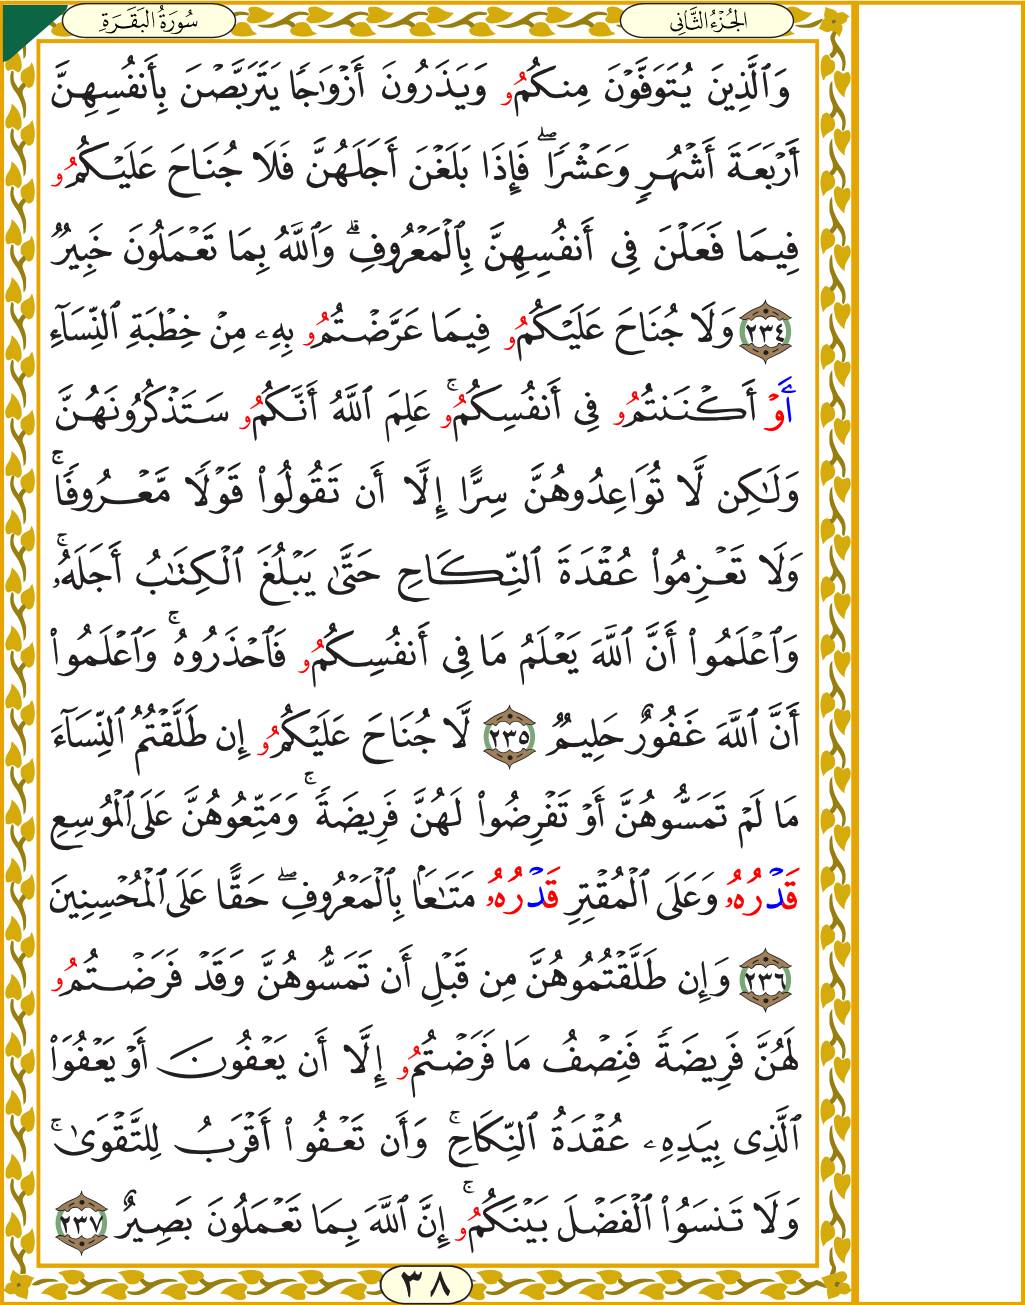 الجُزْءُ الثَّانِي
سُورَةُ البَقَرَةِ
وَٱلَّذِينَ يُتَوَفَّوْنَ مِنكُمُۥ وَيَذَرُونَ أَزْوَٰجًا يَتَرَبَّصْنَ بِأَنفُسِهِنَّ
أَرْبَعَةَ أَشْهُرٍ وَعَشْرًاۖ فَإِذَا بَلَغْنَ أَجَلَهُنَّ فَلَا جُنَاحَ عَلَيْكُمُۥ
فِيمَا فَعَلْنَ فِى أَنفُسِهِنَّ بِٱلْمَعْرُوفِۗ وَٱللَّهُ بِمَا تَعْمَلُونَ خَبِيرٌ
٢٣٤ وَلَا جُنَاحَ عَلَيْكُمُۥ فِيمَا عَرَّضْتُمُۥ بِهِۦ مِنْ خِطْبَةِ ٱلنِّسَآءِ
أَوْ أَكْنَنتُمُۥ فِى أَنفُسِكُمُۥۚ عَلِمَ ٱللَّهُ أَنَّكُمُۥ سَتَذْكُرُونَهُنَّ
وَلَٰكِن لَّا تُوَاعِدُوهُنَّ سِرًّا إِلَّا أَن تَقُولُوا۟ قَوْلًا مَّعْرُوفًاۚ
وَلَا تَعْزِمُوا۟ عُقْدَةَ ٱلنِّكَاحِ حَتَّىٰ يَبْلُغَ ٱلْكِتَٰبُ أَجَلَهُۥۚ
وَٱعْلَمُوا۟ أَنَّ ٱللَّهَ يَعْلَمُ مَا فِى أَنفُسِكُمُۥ فَٱحْذَرُوهُۚ وَٱعْلَمُوا۟
أَنَّ ٱللَّهَ غَفُورٌ حَلِيمٌ ٢٣٥ لَّا جُنَاحَ عَلَيْكُمُۥ إِن طَلَّقْتُمُ ٱلنِّسَآءَ
مَا لَمْ تَمَسُّوهُنَّ أَوْ تَفْرِضُوا۟ لَهُنَّ فَرِيضَةًۚ وَمَتِّعُوهُنَّ عَلَى ٱلْمُوسِعِ
قَدْرُهُۥ وَعَلَى ٱلْمُقْتِرِ قَدْرُهُۥ مَتَٰعًۢا بِٱلْمَعْرُوفِۖ حَقًّا عَلَى ٱلْمُحْسِنِينَ
٢٣٦ وَإِن طَلَّقْتُمُوهُنَّ مِن قَبْلِ أَن تَمَسُّوهُنَّ وَقَدْ فَرَضْتُمُۥ
لَهُنَّ فَرِيضَةً فَنِصْفُ مَا فَرَضْتُمُۥ إِلَّا أَن يَعْفُونَ أَوْ يَعْفُوَا۟
ٱلَّذِى بِيَدِهِۦ عُقْدَةُ ٱلنِّكَاحِۚ وَأَن تَعْفُوا۟ أَقْرَبُ لِلتَّقْوَىٰۚ
وَلَا تَنسَوُا۟ ٱلْفَضْلَ بَيْنَكُمُۥۚ إِنَّ ٱللَّهَ بِمَا تَعْمَلُونَ بَصِيرٌ ٢٣٧
٣٨